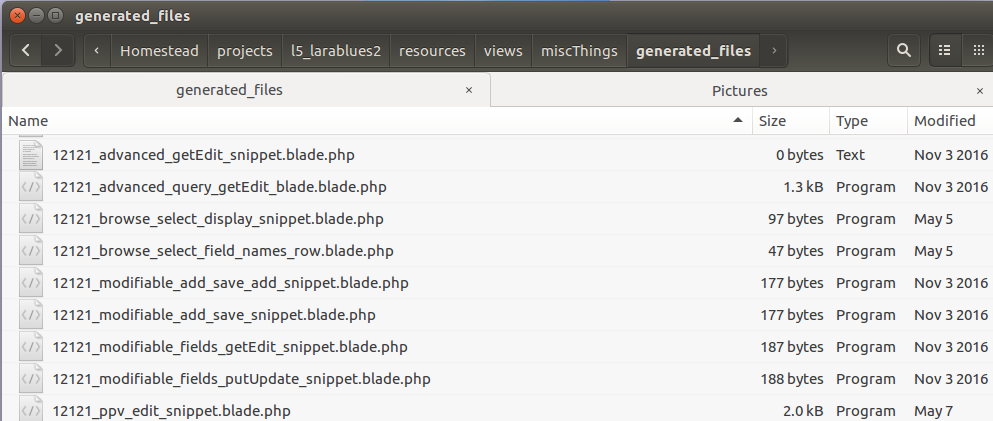 generated_files
Homestead projects l5_larablues2 resources views miscThings generated_files
generated_files × Pictures ×
Name Size Type Modified
12121_advanced_getEdit_snippet.blade.php 0 bytes Text Nov 3 2016
12121_advanced_query_getEdit_blade.blade.php 1.3 kB Program Nov 3 2016
12121_browse_select_display_snippet.blade.php 97 bytes Program May 5
12121_browse_select_field_names_row.blade.php 47 bytes Program May 5
12121_modifiable_add_save_add_snippet.blade.php 177 bytes Program Nov 3 2016
12121_modifiable_add_save_snippet.blade.php 177 bytes Program Nov 3 2016
12121_modifiable_fields_getEdit_snippet.blade.php 187 bytes Program Nov 3 2016
12121_modifiable_fields_putUpdate_snippet.blade.php 188 bytes Program Nov 3 2016
12121_ppv_edit_snippet.blade.php 2.0 kB Program May 7